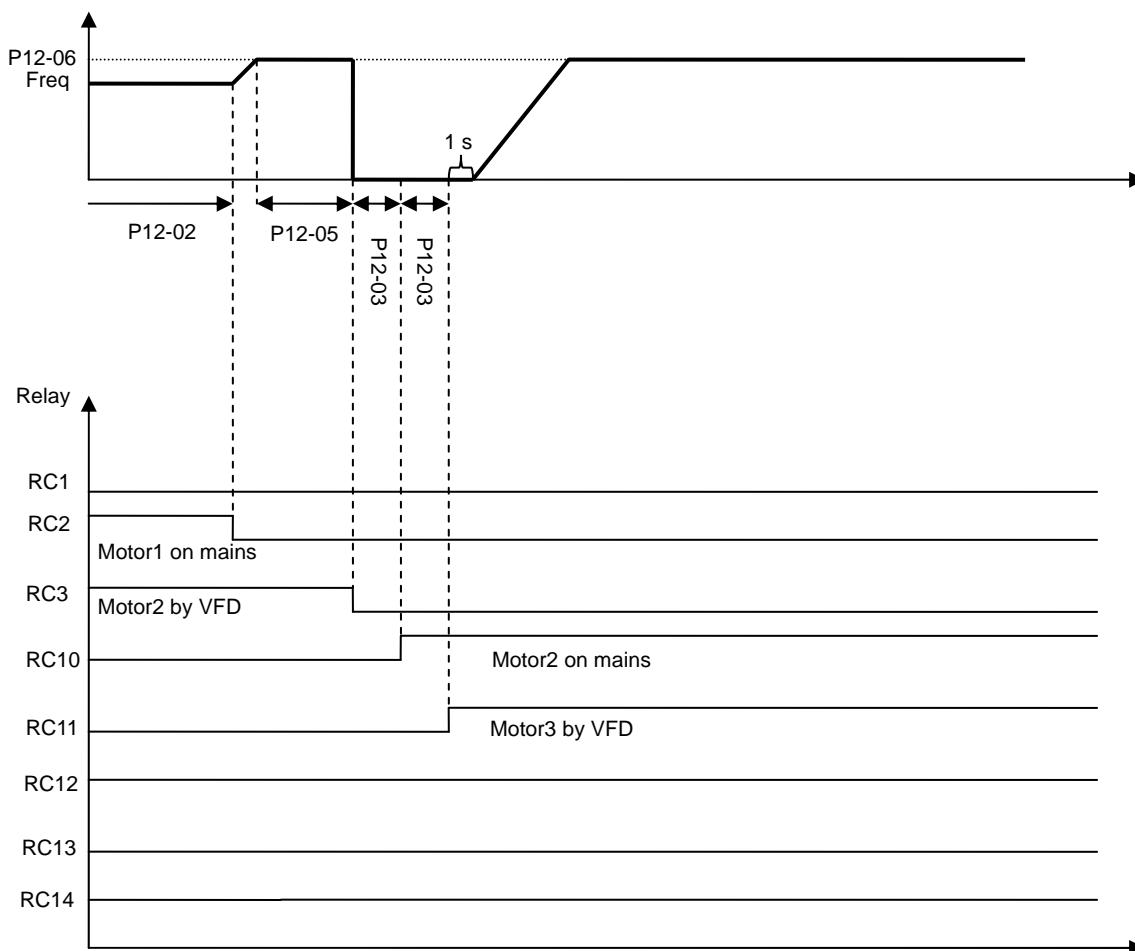 P12-06
Freq
1 s
P12-02
P12-05
P12-03
P12-03
Relay
RC1
RC2
Motor1 on mains
RC3
Motor2 by VFD
RC10
Motor2 on mains
RC11
Motor3 by VFD
RC12
RC13
RC14